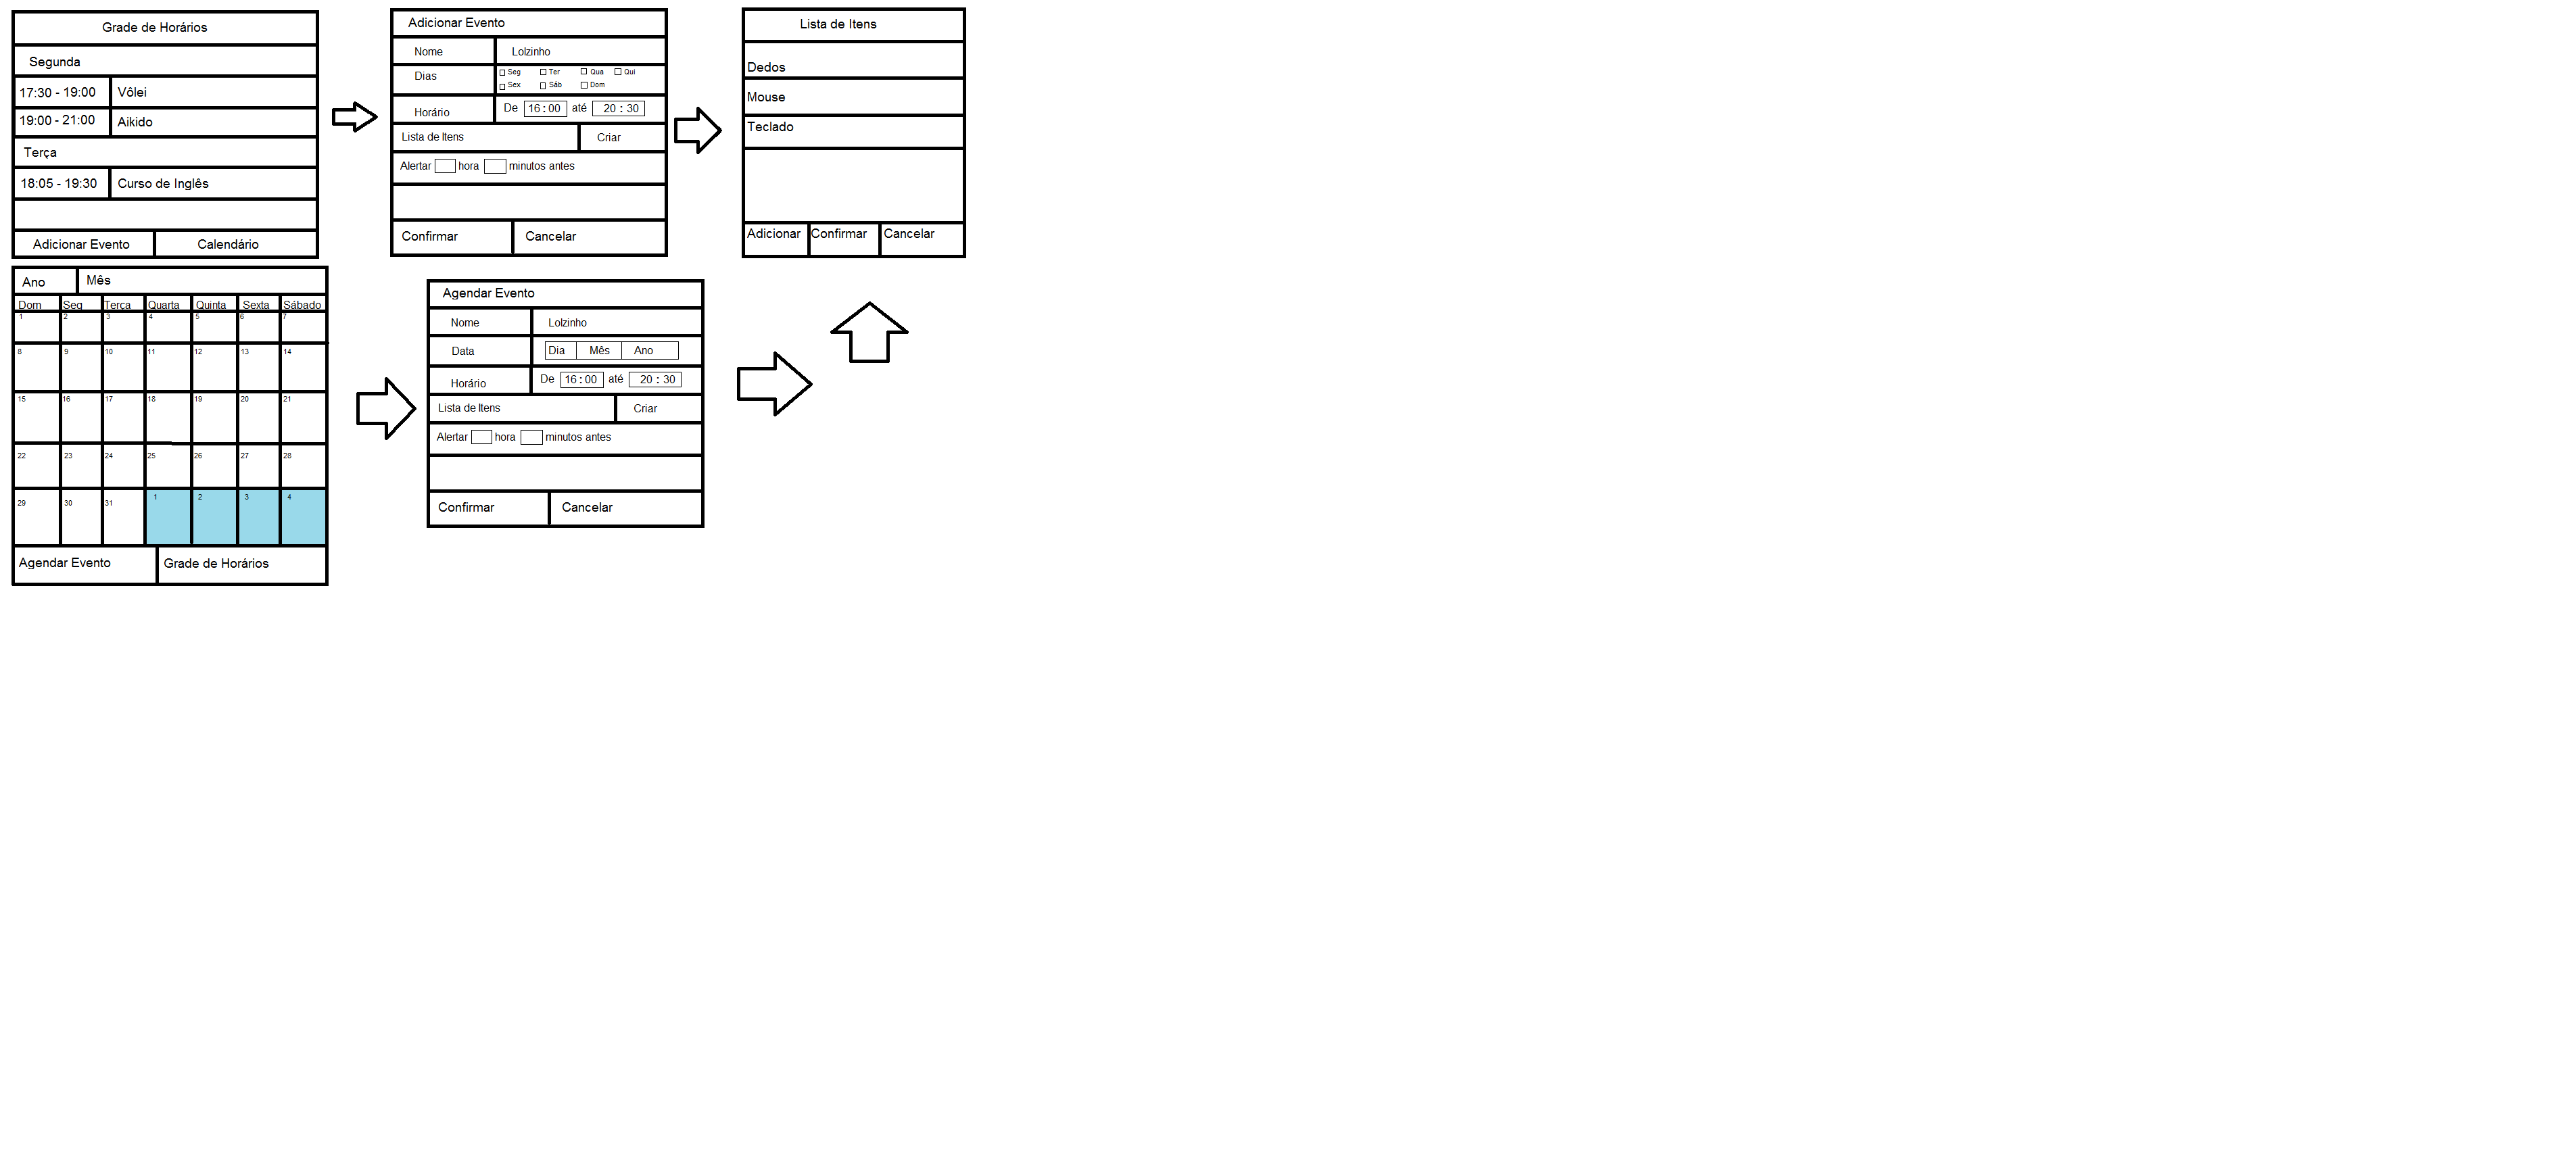 Grade de Horários
Segunda
17:30 - 19:00 Vôlei
19:00 - 21:00 Aikido
Terça
18:05 - 19:30 Curso de Inglês
Adicionar Evento Calendário
Adicionar Evento
Nome Lolzinho
Dias Seg Ter Qua Qui
Sex Sáb Dom
Horário De 16:00 até 20 : 30
Lista de Itens Criar
Alertar hora minutos antes
Confirmar Cancelar
Lista de Itens
Dedos
Mouse
Teclado
Adicionar Confirmar Cancelar
Ano Mês
Dom Seg Terça Quarta Quinta Sexta Sábado
1 2 3 4 5 6 7
8 9 10 11 12 13 14
15 16 17 18 19 20 21
22 23 24 25 26 27 28
29 30 31 1 2 3 4
Agendar Evento Grade de Horários
Agendar Evento
Nome Lolzinho
Data Dia Mês Ano
Horário De 16:00 até 20 : 30
Lista de Itens Criar
Alertar hora minutos antes
Confirmar Cancelar